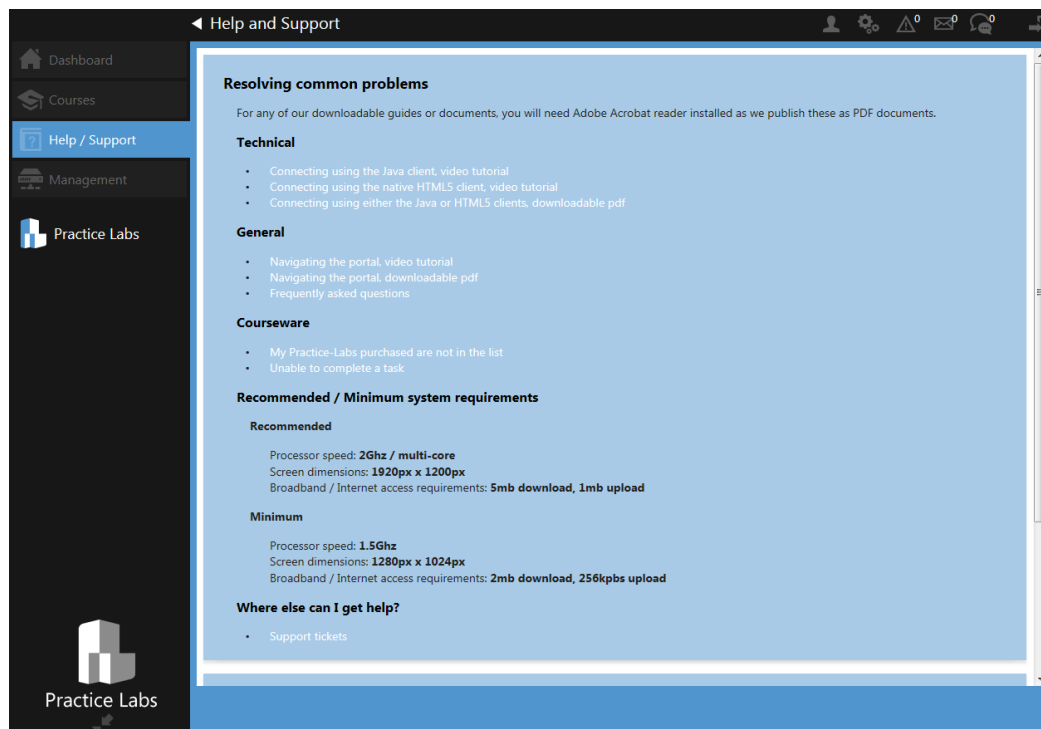 Help and Support
0
0
0
Dashboard
Courses
Help / Support
Management
Practice Labs
Resolving common problems
For any of our downloadable guides or documents, you will need Adobe Acrobat reader installed as we publish these as PDF documents.
Technical
• Connecting using the Java client, video tutorial
• Connecting using the native HTML5 client, video tutorial
• Connecting using either the Java or HTML5 clients, downloadable pdf
General
• Navigating the portal, video tutorial
• Navigating the portal, downloadable pdf
• Frequently asked questions
Courseware
• My Practice-Labs purchased are not in the list
• Unable to complete a task
Recommended / Minimum system requirements
Recommended
Processor speed: 2Ghz / multi-core
Screen dimensions: 1920px x 1200px
Broadband / Internet access requirements: 5mb download, 1mb upload
Minimum
Processor speed: 1.5Ghz
Screen dimensions: 1280px x 1024px
Broadband / Internet access requirements: 2mb download, 256kpbs upload
Where else can I get help?
• Support tickets
Practice Labs